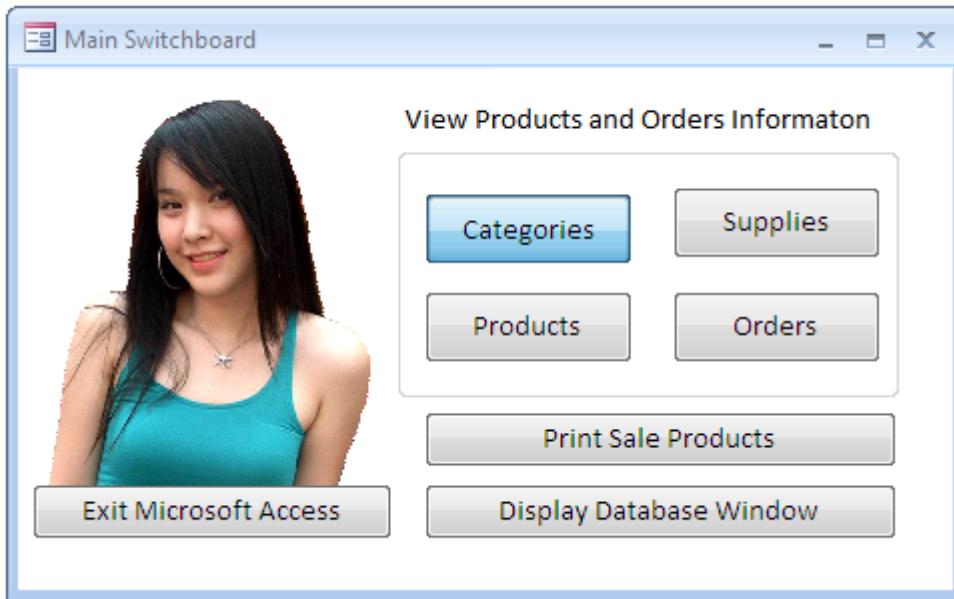 Main Switchboard
View Products and Orders Informaton
Categories
Supplies
Products
Orders
Print Sale Products
Exit Microsoft Access
Display Database Window